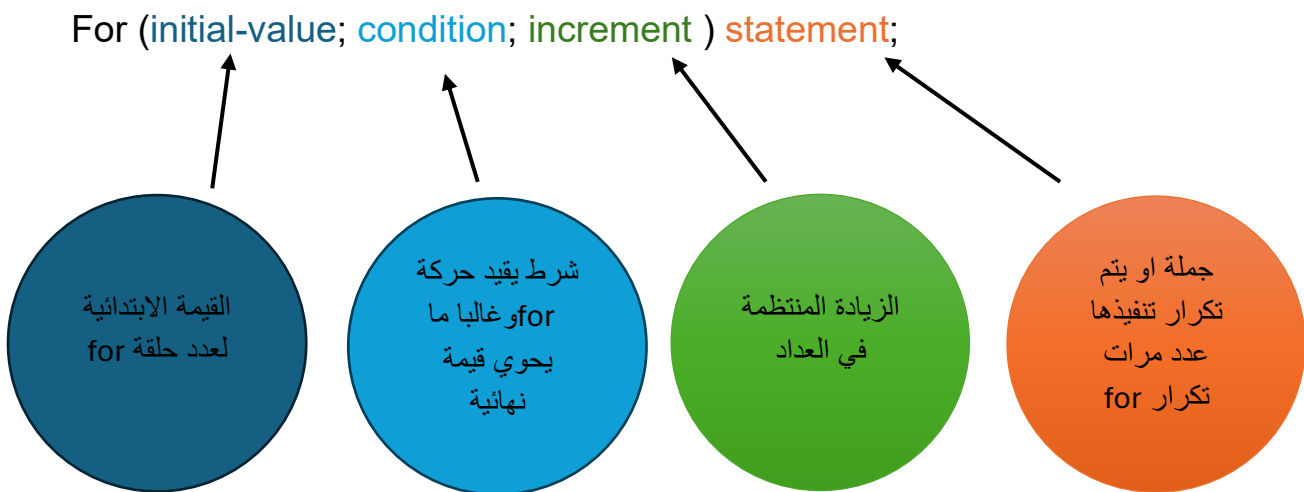 For (initial-value; condition; increment ) statement;
القيمة الابتدائية
لعدد حلقة for
شرط يقيد حركة
forوغالبا ما
يحوي قيمة
نهائية
الزيادة المنتظمة
في العداد
جملة او يتم
تكرار تنفيذها
عدد مرات
تكرار for